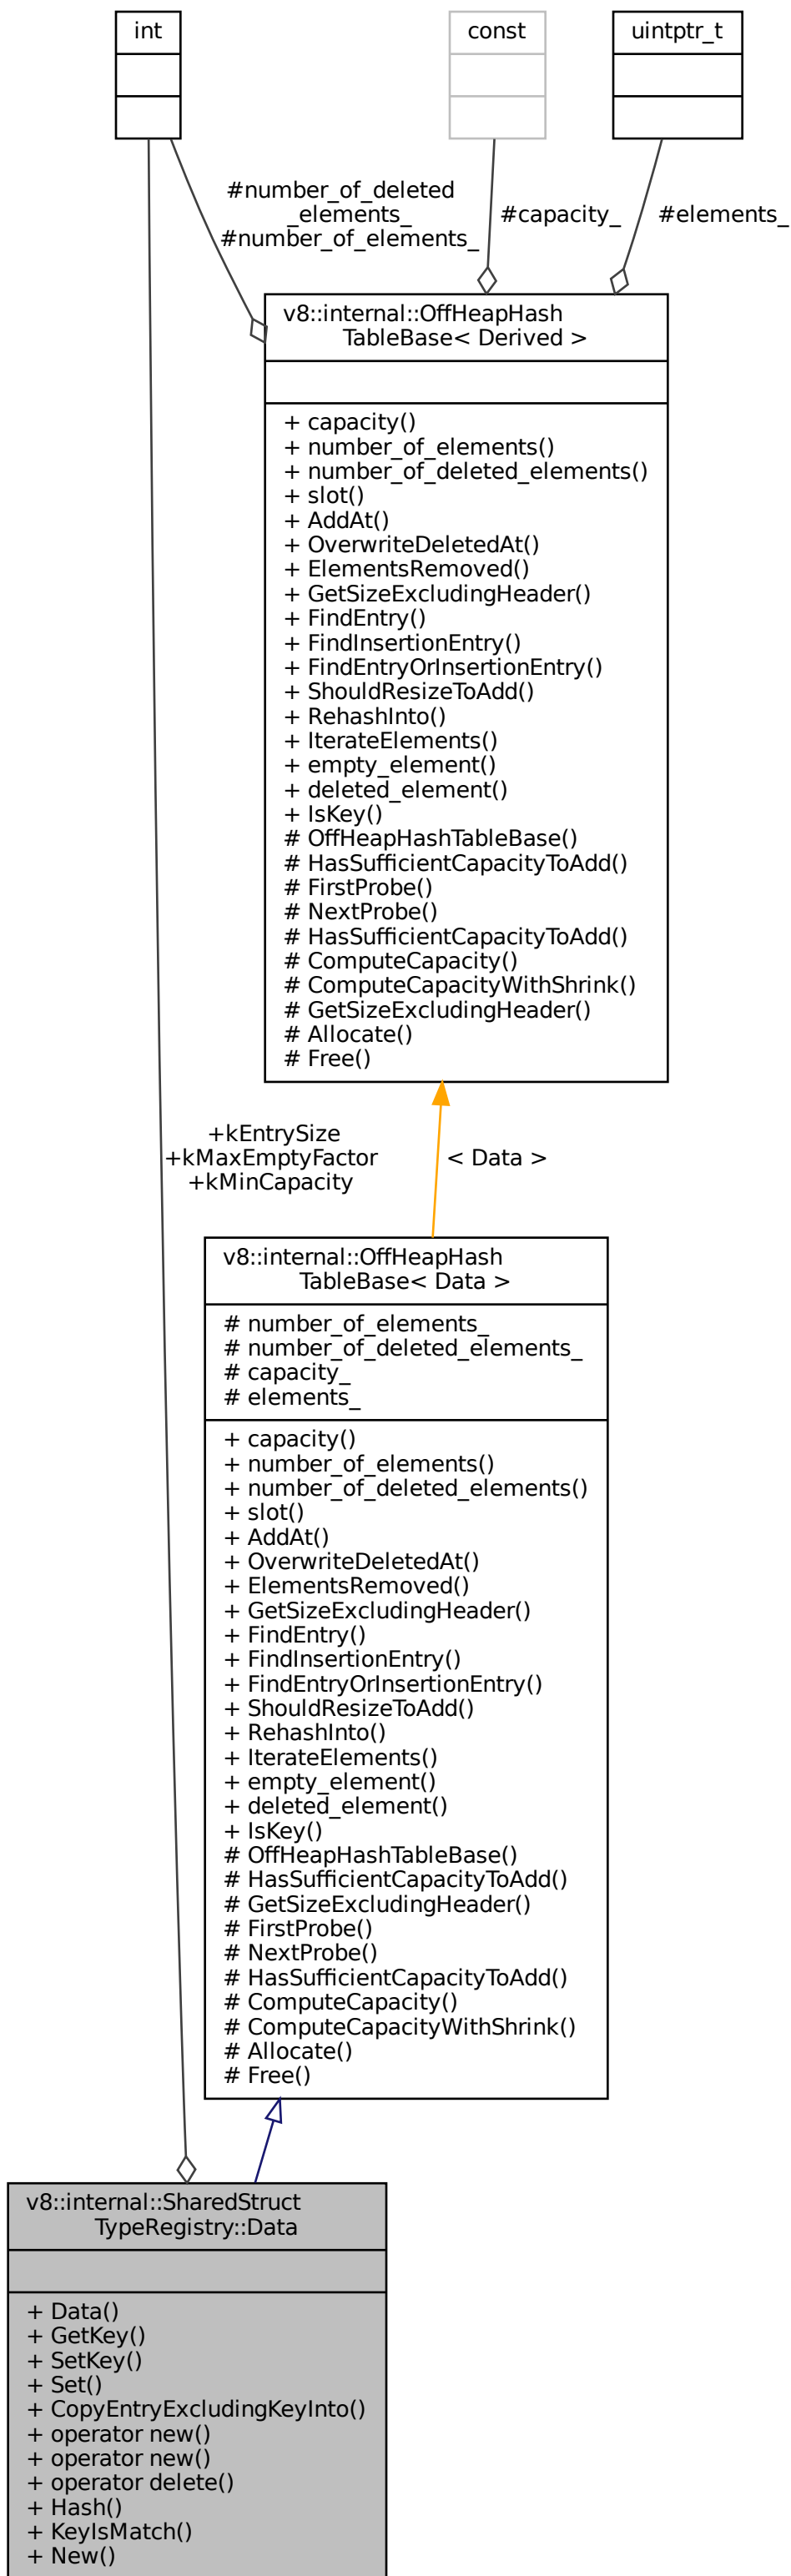 int
const
uintptr_t
#number_of_deleted
_elements_
#number_of_elements_
#capacity_
#elements_
v8::internal::OffHeapHash
TableBase< Derived >
+ capacity()
+ number_of_elements()
+ number_of_deleted_elements()
+ slot()
+ AddAt()
+ OverwriteDeletedAt()
+ ElementsRemoved()
+ GetSizeExcludingHeader()
+ FindEntry()
+ FindInsertionEntry()
+ FindEntryOrInsertionEntry()
+ ShouldResizeToAdd()
+ RehashInto()
+ IterateElements()
+ empty_element()
+ deleted_element()
+ IsKey()
# OffHeapHashTableBase()
# HasSufficientCapacityToAdd()
# FirstProbe()
# NextProbe()
# HasSufficientCapacityToAdd()
# ComputeCapacity()
# ComputeCapacityWithShrink()
# GetSizeExcludingHeader()
# Allocate()
# Free()
+kEntrySize
+kMaxEmptyFactor
+kMinCapacity
< Data >
v8::internal::OffHeapHash
TableBase< Data >
# number_of_elements_
# number_of_deleted_elements_
# capacity_
# elements_
+ capacity()
+ number_of_elements()
+ number_of_deleted_elements()
+ slot()
+ AddAt()
+ OverwriteDeletedAt()
+ ElementsRemoved()
+ GetSizeExcludingHeader()
+ FindEntry()
+ FindInsertionEntry()
+ FindEntryOrInsertionEntry()
+ ShouldResizeToAdd()
+ RehashInto()
+ IterateElements()
+ empty_element()
+ deleted_element()
+ IsKey()
# OffHeapHashTableBase()
# HasSufficientCapacityToAdd()
# GetSizeExcludingHeader()
# FirstProbe()
# NextProbe()
# HasSufficientCapacityToAdd()
# ComputeCapacity()
# ComputeCapacityWithShrink()
# Allocate()
# Free()
v8::internal::SharedStruct
TypeRegistry::Data
+ Data()
+ GetKey()
+ SetKey()
+ Set()
+ CopyEntryExcludingKeyInto()
+ operator new()
+ operator new()
+ operator delete()
+ Hash()
+ KeyIsMatch()
+ New()